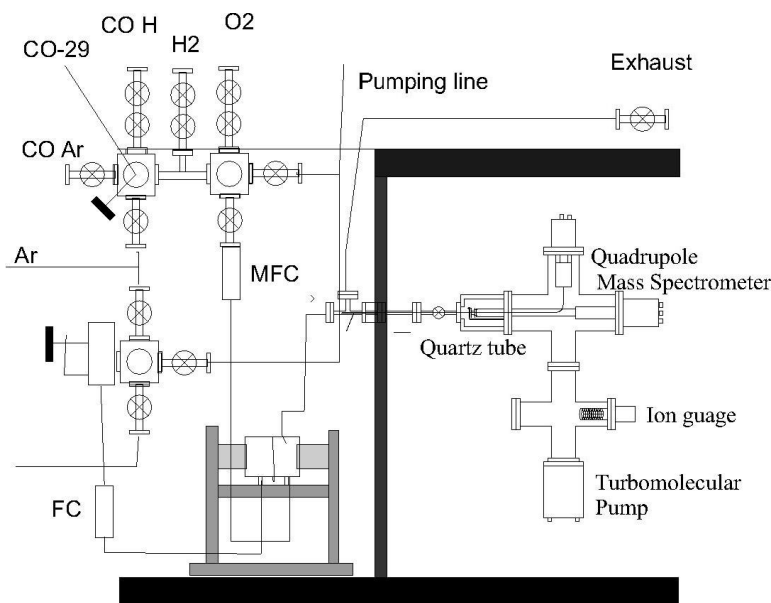 CO H
H2
O2
CO-29
Pumping line
Exhaust
CO Ar
Ar
MFC
Quadrupole
Mass Spectrometer
Quartz tube
Ion guage
FC
Turbomolecular
Pump